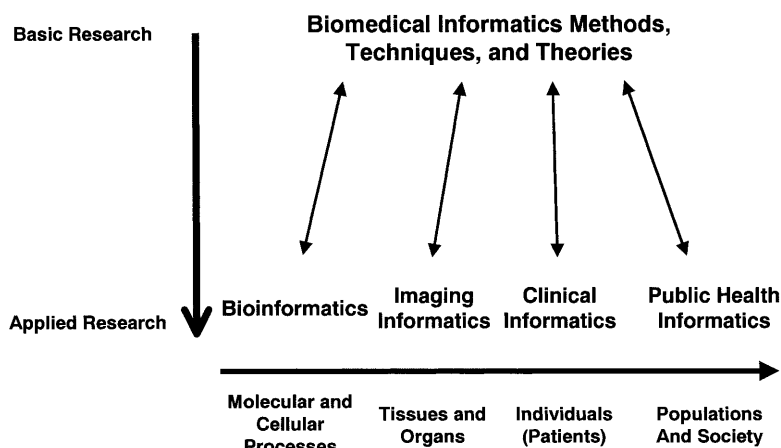 Basic Research
Biomedical Informatics Methods,
Techniques, and Theories
Applied Research
Bioinformatics
Imaging
Informatics
Clinical
Informatics
Public Health
Informatics
Molecular and
Cellular
Processes
Tissues and
Organs
Individuals
(Patients)
Populations
And Society